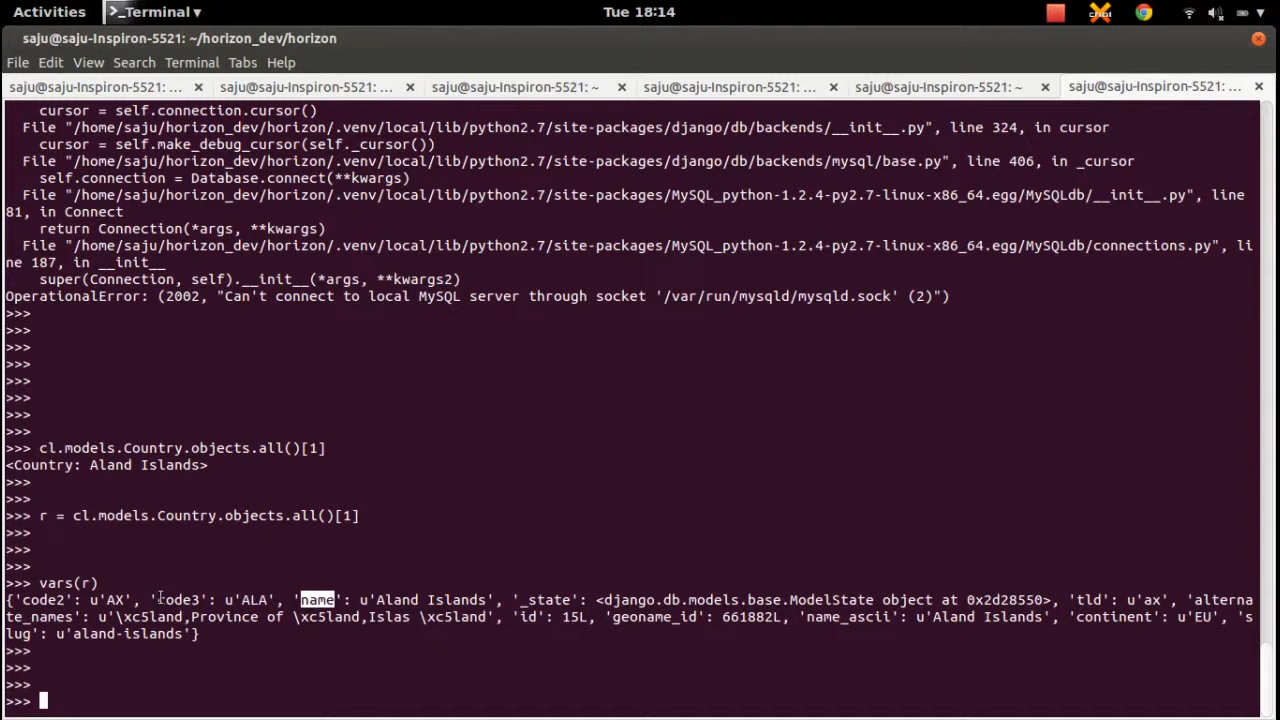 Activities >_Terminal▾ Tue 18:14
saju@saju-Inspiron-5521: ~/horizon_dev/horizon
File Edit View Search Terminal Tabs Help
saju@saju-Inspiron-5521: ... × saju@saju-Inspiron-5521: ... × saju@saju-Inspiron-5521: ~ × saju@saju-Inspiron-5521: ... × saju@saju-Inspiron-5521: ~ × saju@saju-Inspiron-5521: ... ×
    cursor = self.connection.cursor()
  File "/home/saju/horizon_dev/horizon/.venv/local/lib/python2.7/site-packages/django/db/backends/__init__.py", line 324, in cursor
    cursor = self.make_debug_cursor(self._cursor())
  File "/home/saju/horizon_dev/horizon/.venv/local/lib/python2.7/site-packages/django/db/backends/mysql/base.py", line 406, in _cursor
    self.connection = Database.connect(**kwargs)
  File "/home/saju/horizon_dev/horizon/.venv/local/lib/python2.7/site-packages/MySQL_python-1.2.4-py2.7-linux-x86_64.egg/MySQLdb/__init__.py", line
81, in Connect
    return Connection(*args, **kwargs)
  File "/home/saju/horizon_dev/horizon/.venv/local/lib/python2.7/site-packages/MySQL_python-1.2.4-py2.7-linux-x86_64.egg/MySQLdb/connections.py", li
ne 187, in __init__
    super(Connection, self).__init__(*args, **kwargs2)
OperationalError: (2002, "Can't connect to local MySQL server through socket '/var/run/mysqld/mysqld.sock' (2)")
>>>
>>>
>>>
>>>
>>>
>>>
>>>
>>>
>>> cl.models.Country.objects.all()[1]
<Country: Aland Islands>
>>>
>>>
>>> r = cl.models.Country.objects.all()[1]
>>>
>>>
>>>
>>> vars(r)
{'code2': u'AX', 'code3': u'ALA', 'name': u'Aland Islands', '_state': <django.db.models.base.ModelState object at 0x2d28550>, 'tld': u'ax', 'alterna
te_names': u'\xc5land,Province of \xc5land,Islas \xc5land', 'id': 15L, 'geoname_id': 661882L, 'name_ascii': u'Aland Islands', 'continent': u'EU', 's
lug': u'aland-islands'}
>>>
>>>
>>>
>>>